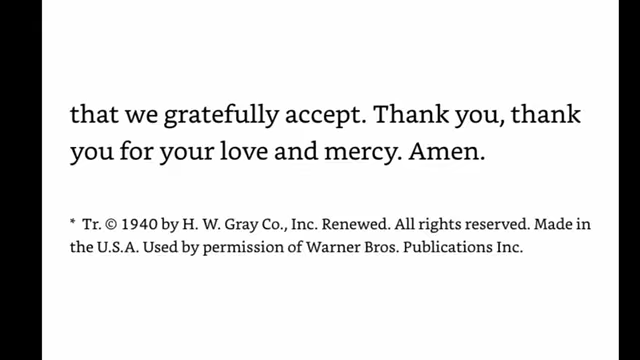 that we gratefully accept. Thank you, thank
you for your love and mercy. Amen.
* Tr. © 1940 by H. W. Gray Co., Inc. Renewed. All rights reserved. Made in
the U.S.A. Used by permission of Warner Bros. Publications Inc.